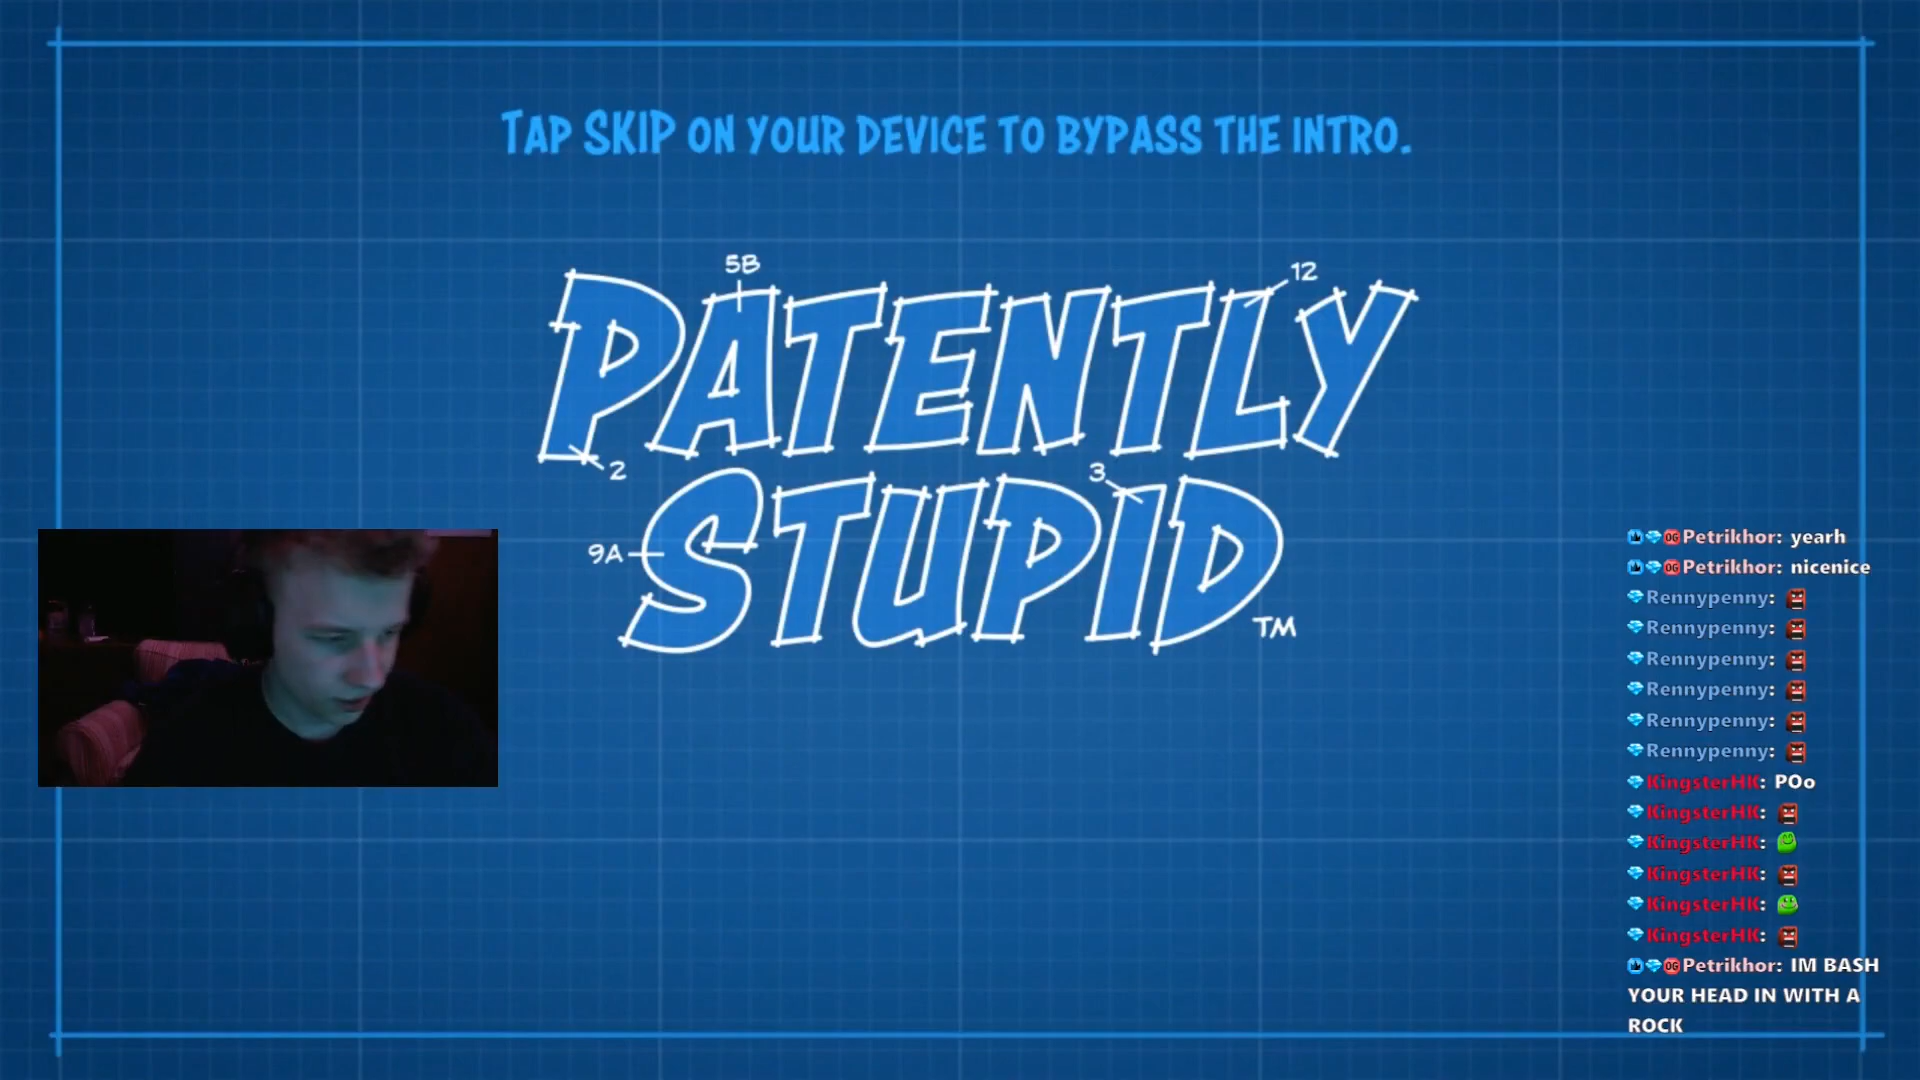 TAP SKIP ON YOUR DEVICE TO BYPASS THE INTRO.
5B
12
PATENTLY
2
3
STUPID
9A
TM
Petrikhor: yearh
Petrikhor: nicenice
Rennypenny:
Rennypenny:
Rennypenny:
Rennypenny:
Rennypenny:
Rennypenny:
KingsterHK: POo
KingsterHK:
KingsterHK:
KingsterHK:
KingsterHK:
KingsterHK:
OG Petrikhor: IM BASH
YOUR HEAD IN WITH A
ROCK